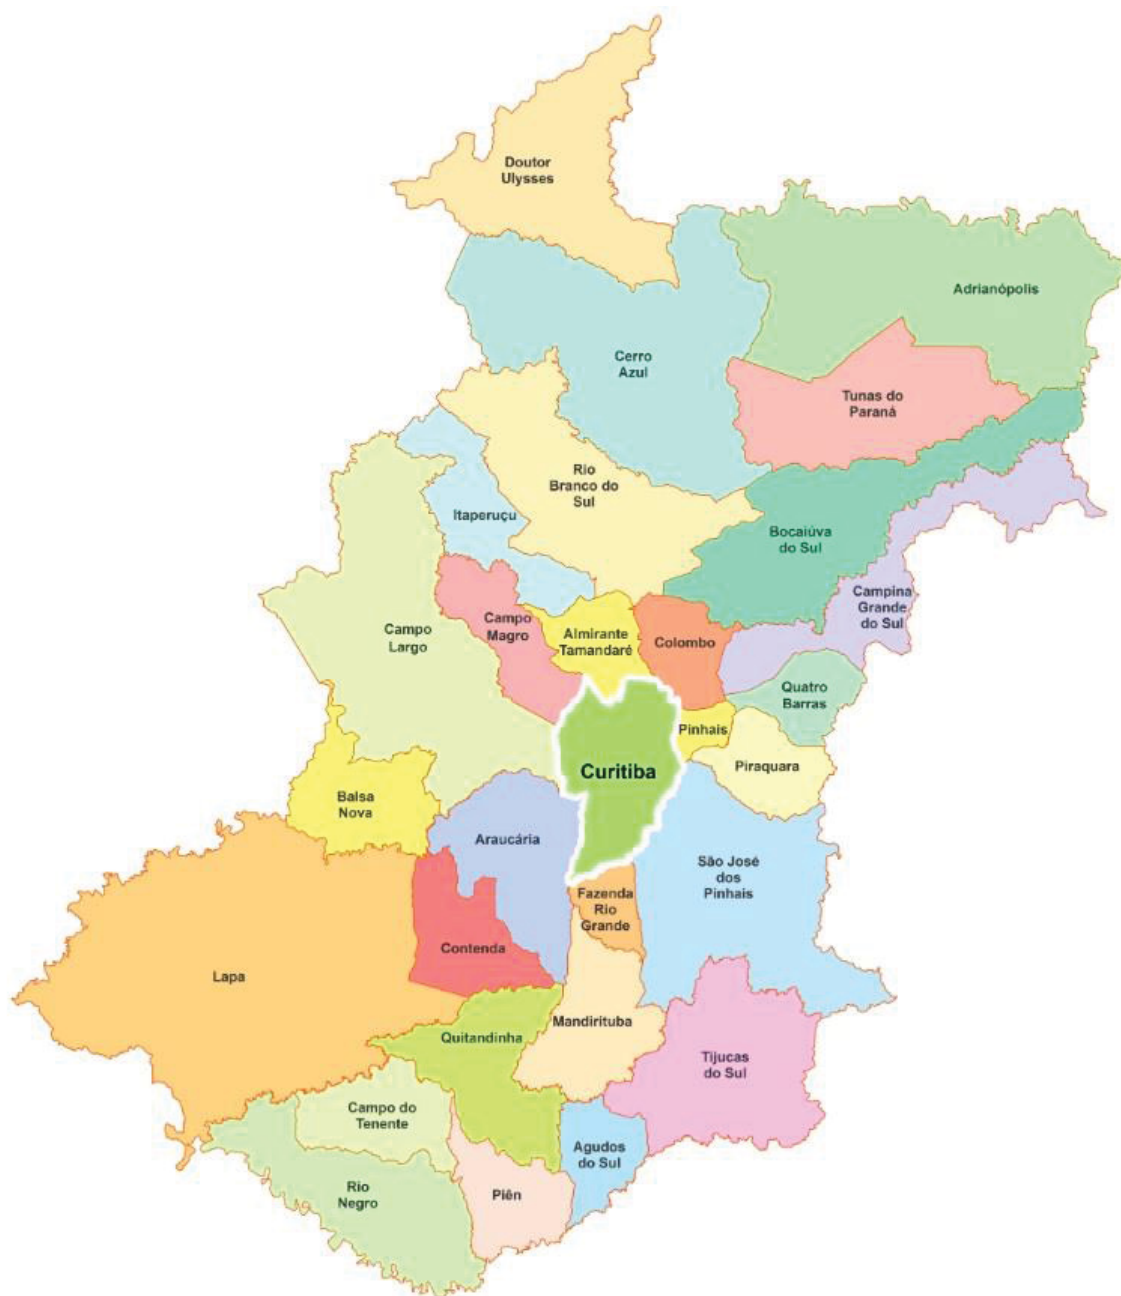 Doutor
Ulysses
Adrianópolis
Cerro
Azul
Tunas do
Paraná
Rio
Branco do
Sul
Itaperuçu
Bocaiúva
do Sul
Campina
Grande
do Sul
Campo
Magro
Almirante
Tamandaré
Colombo
Campo
Largo
Quatro
Barras
Pinhais
Curitiba
Piraquara
Balsa
Nova
Araucária
São José
dos
Pinhais
Fazenda
Rio
Grande
Contenda
Lapa
Mandirituba
Quitandinha
Tijucas
do Sul
Campo do
Tenente
Agudos
do Sul
Rio
Negro
Piên